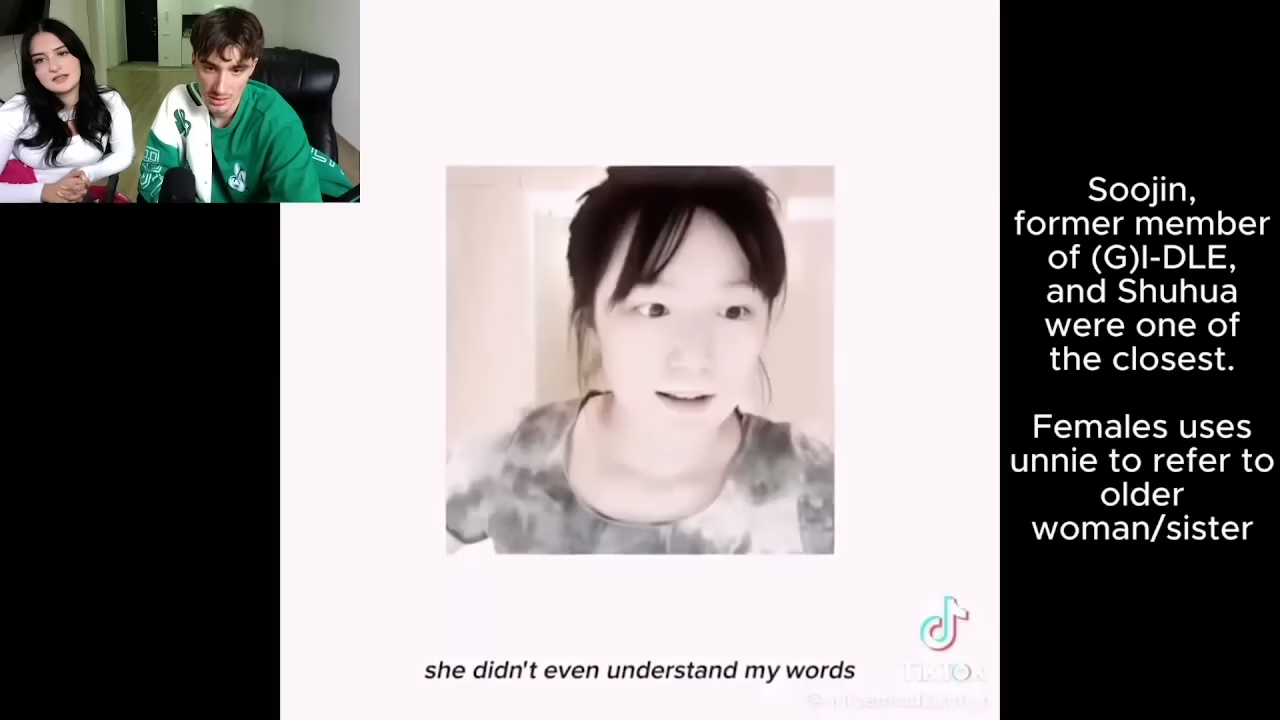 Soojin,
former member
of (G)I-DLE,
and Shuhua
were one of
the closest.
Females uses
unnie to refer to
older
woman/sister
she didn't even understand my words
TIKTOK